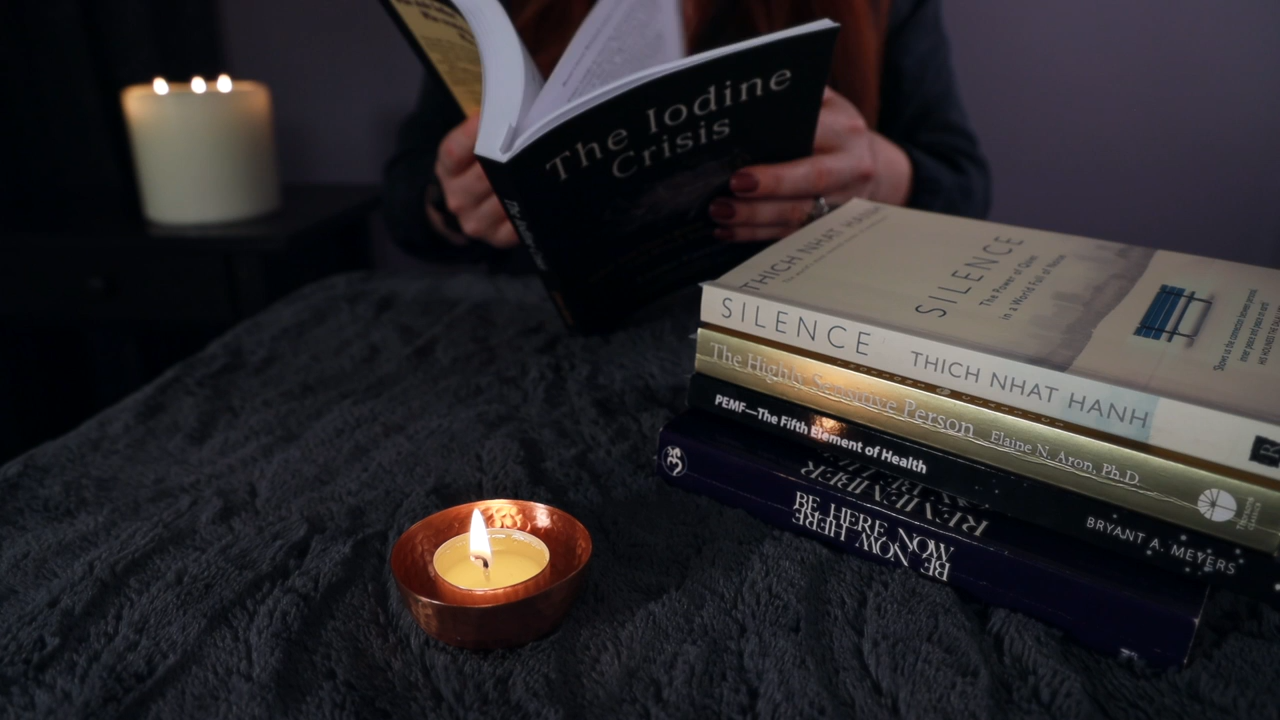 The Iodine
Crisis
THICH NHAT HANH
SILENCE
The Power of Quiet
in a World Full of Noise
SILENCE THICH NHAT HANH
The Highly Sensitive Person Elaine N. Aron, Ph.D.
PEMF—The Fifth Element of Health BRYANT A. MEYERS
REMEMBER
BE HERE NOW
BE NOW HERE